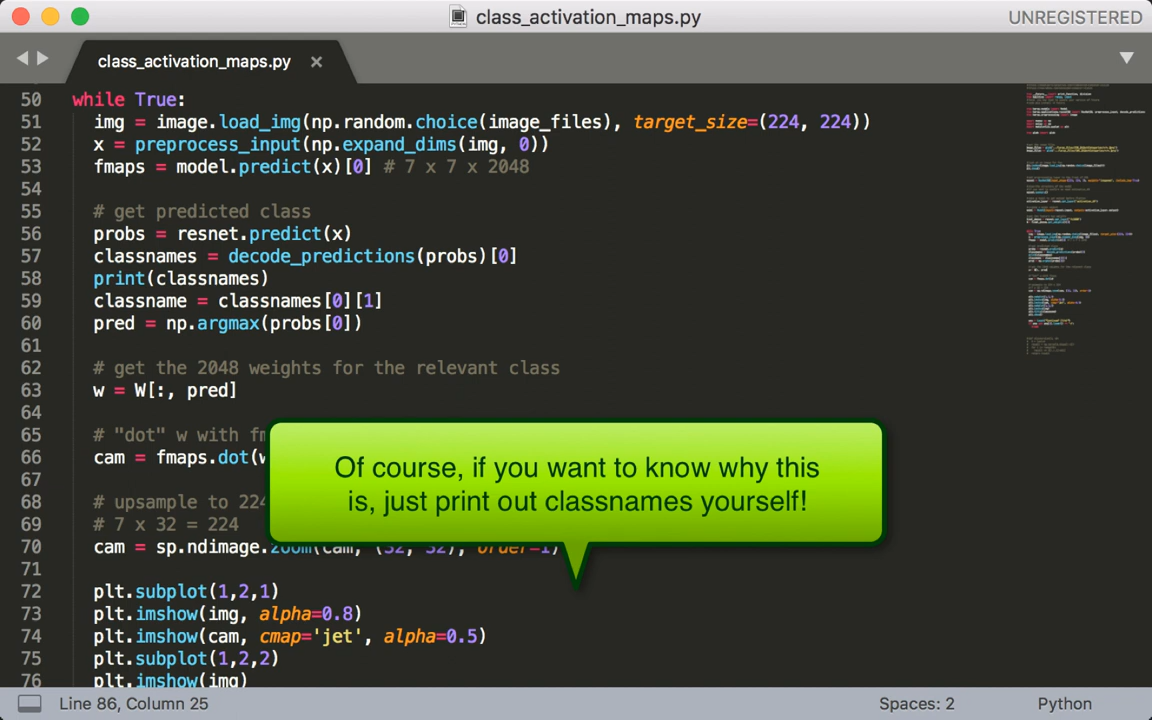 class_activation_maps.py
UNREGISTERED
class_activation_maps.py ×
50 while True:
51 img = image.load_img(np.random.choice(image_files), target_size=(224, 224))
52 x = preprocess_input(np.expand_dims(img, 0))
53 fmaps = model.predict(x)[0] # 7 x 7 x 2048
54
55 # get predicted class
56 probs = resnet.predict(x)
57 classnames = decode_predictions(probs)[0]
58 print(classnames)
59 classname = classnames[0][1]
60 pred = np.argmax(probs[0])
61
62 # get the 2048 weights for the relevant class
63 w = W[:, pred]
64
65 # "dot" w with
66 cam = fmaps.dot(
67
68 # upsample to
69 # 7 x 32 = 224
70 cam = sp.ndimage.zoom(cam, (32, 32), order=1)
71
72 plt.subplot(1,2,1)
73 plt.imshow(img, alpha=0.8)
74 plt.imshow(cam, cmap='jet', alpha=0.5)
75 plt.subplot(1,2,2)
76 plt.imshow(img)
Of course, if you want to know why this
is, just print out classnames yourself!
Line 86, Column 25
Spaces: 2
Python